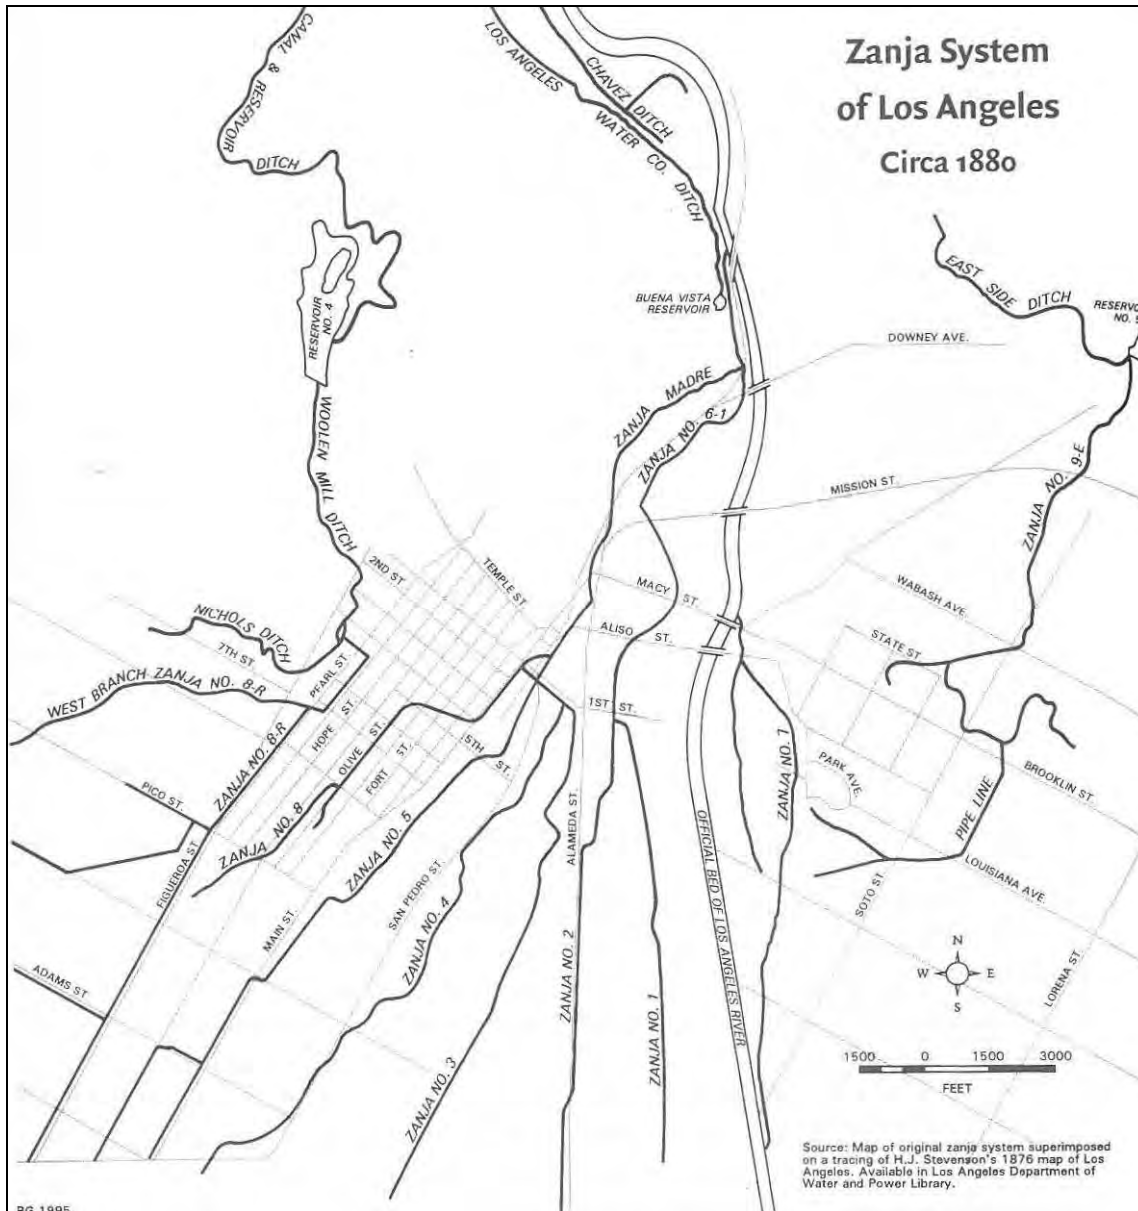 Zanja System
of Los Angeles
Circa 1880
CANAL & RESERVOIR DITCH
LOS ANGELES WATER CO. DITCH
CHAVEZ DITCH
RESERVOIR
NO. 4
BUENA VISTA
RESERVOIR
EAST SIDE DITCH
RESERVO
NO. 5
DOWNEY AVE.
ZANJA MADRE
ZANJA NO. 6-1
WOOLEN MILL DITCH
MISSION ST.
ZANJA NO. 9-E
2ND ST
TEMPLE ST.
MACY ST
WABASH AVE.
NICHOLS DITCH
7TH ST.
ALISO ST.
STATE ST.
WEST BRANCH ZANJA NO. 8-R
PEARL ST.
1ST ST.
HOPE ST.
OLIVE ST.
FORT ST.
5TH ST.
ZANJA NO. 8-R
PICO ST.
ZANJA NO. 7
PARK AVE.
BROOKLIN ST.
PIPE LINE
ZANJA NO. 8
ZANJA NO. 5
ALAMEDA ST.
OFFICIAL BED OF LOS ANGELES RIVER
LOUISIANA AVE.
FIGUEROA ST.
SAN PEDRO ST.
SOTO ST.
MAIN ST.
ZANJA NO. 4
ZANJA NO. 2
ADAMS ST
ZANJA NO. 1
ZANJA NO. 3
LORENA ST.
N
W E
S
1500 0 1500 3000
FEET
Source: Map of original zanja system superimposed
on a tracing of H.J. Stevenson's 1876 map of Los
Angeles. Available in Los Angeles Department of
Water and Power Library.
BG 1995